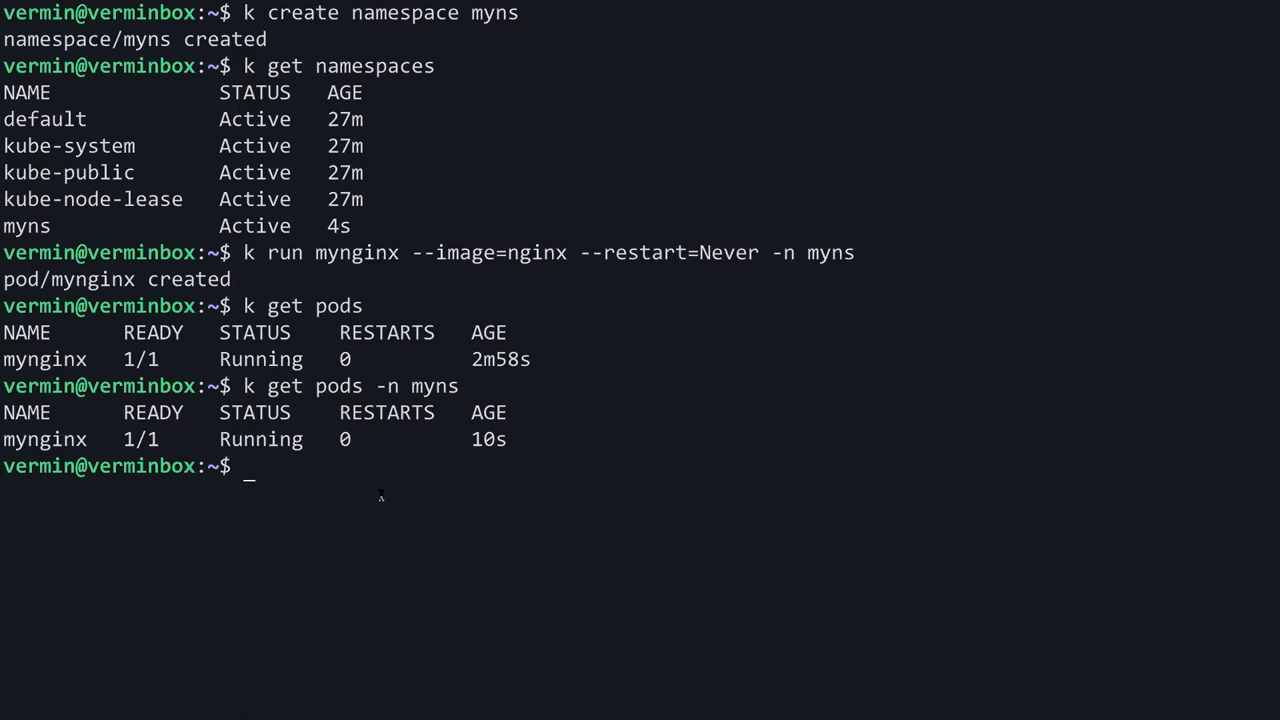 vermin@verminbox:~$ k create namespace myns
namespace/myns created
vermin@verminbox:~$ k get namespaces
NAME              STATUS   AGE
default           Active   27m
kube-system       Active   27m
kube-public       Active   27m
kube-node-lease   Active   27m
myns              Active   4s
vermin@verminbox:~$ k run mynginx --image=nginx --restart=Never -n myns
pod/mynginx created
vermin@verminbox:~$ k get pods
NAME      READY   STATUS    RESTARTS   AGE
mynginx   1/1     Running   0          2m58s
vermin@verminbox:~$ k get pods -n myns
NAME      READY   STATUS    RESTARTS   AGE
mynginx   1/1     Running   0          10s
vermin@verminbox:~$ _